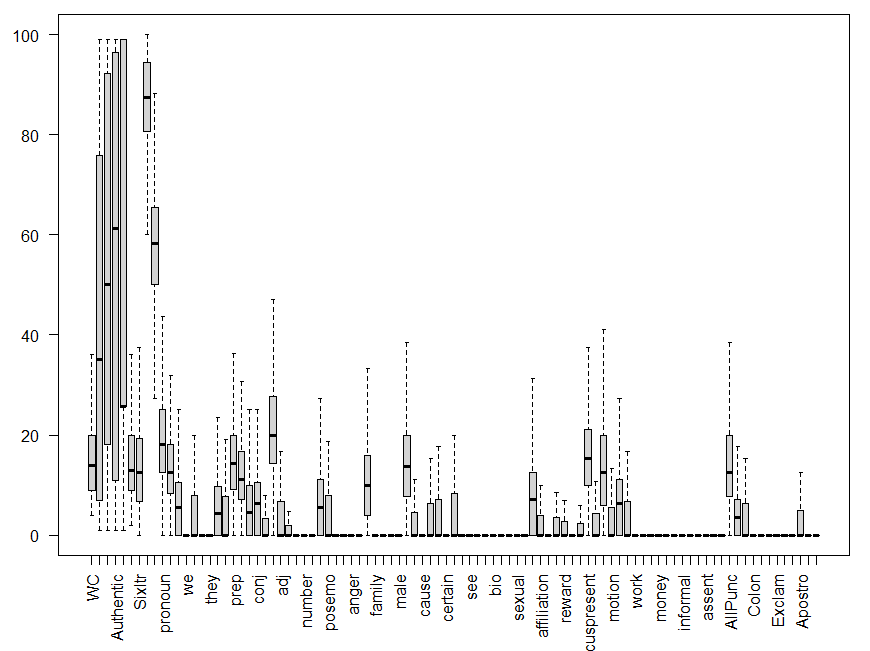 100
80
60
40
20
0
WC
Authentic
Sixltr
pronoun
we
they
prep
conj
adj
number
posemo
anger
family
male
cause
certain
see
bio
sexual
affiliation
reward
cuspresent
motion
work
money
informal
assent
AllPunc
Colon
Exclam
Apostro